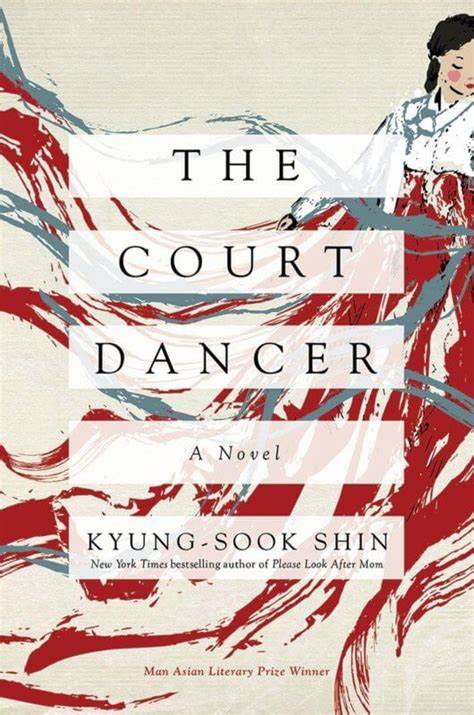 THE
COURT
DANCER
A Novel
KYUNG-SOOK SHIN
New York Times bestselling author of Please Look After Mom
Man Asian Literary Prize Winner